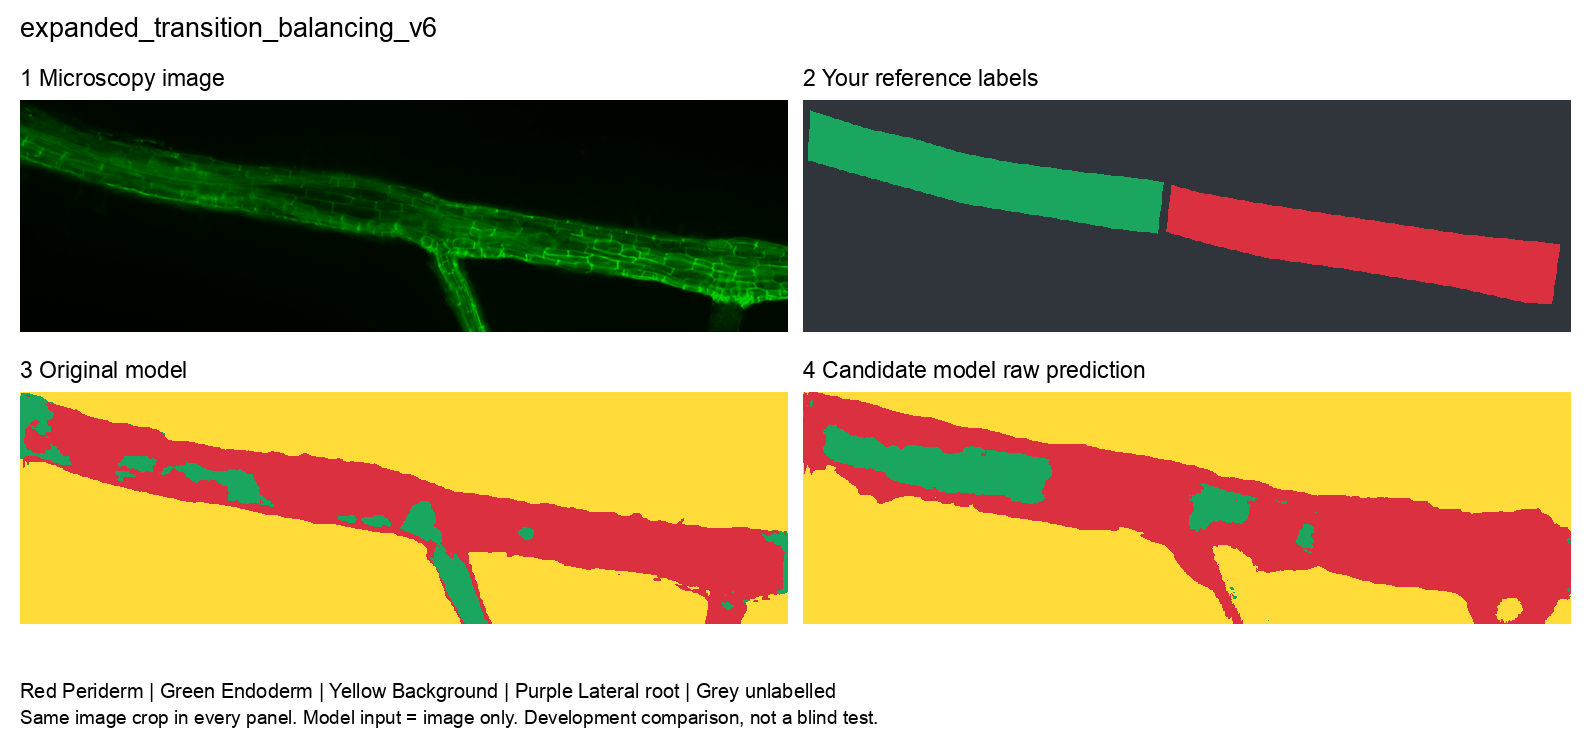 expanded_transition_balancing_v6
1 Microscopy image
2 Your reference labels
3 Original model
4 Candidate model raw prediction
Red Periderm | Green Endoderm | Yellow Background | Purple Lateral root | Grey unlabelled
Same image crop in every panel. Model input = image only. Development comparison, not a blind test.